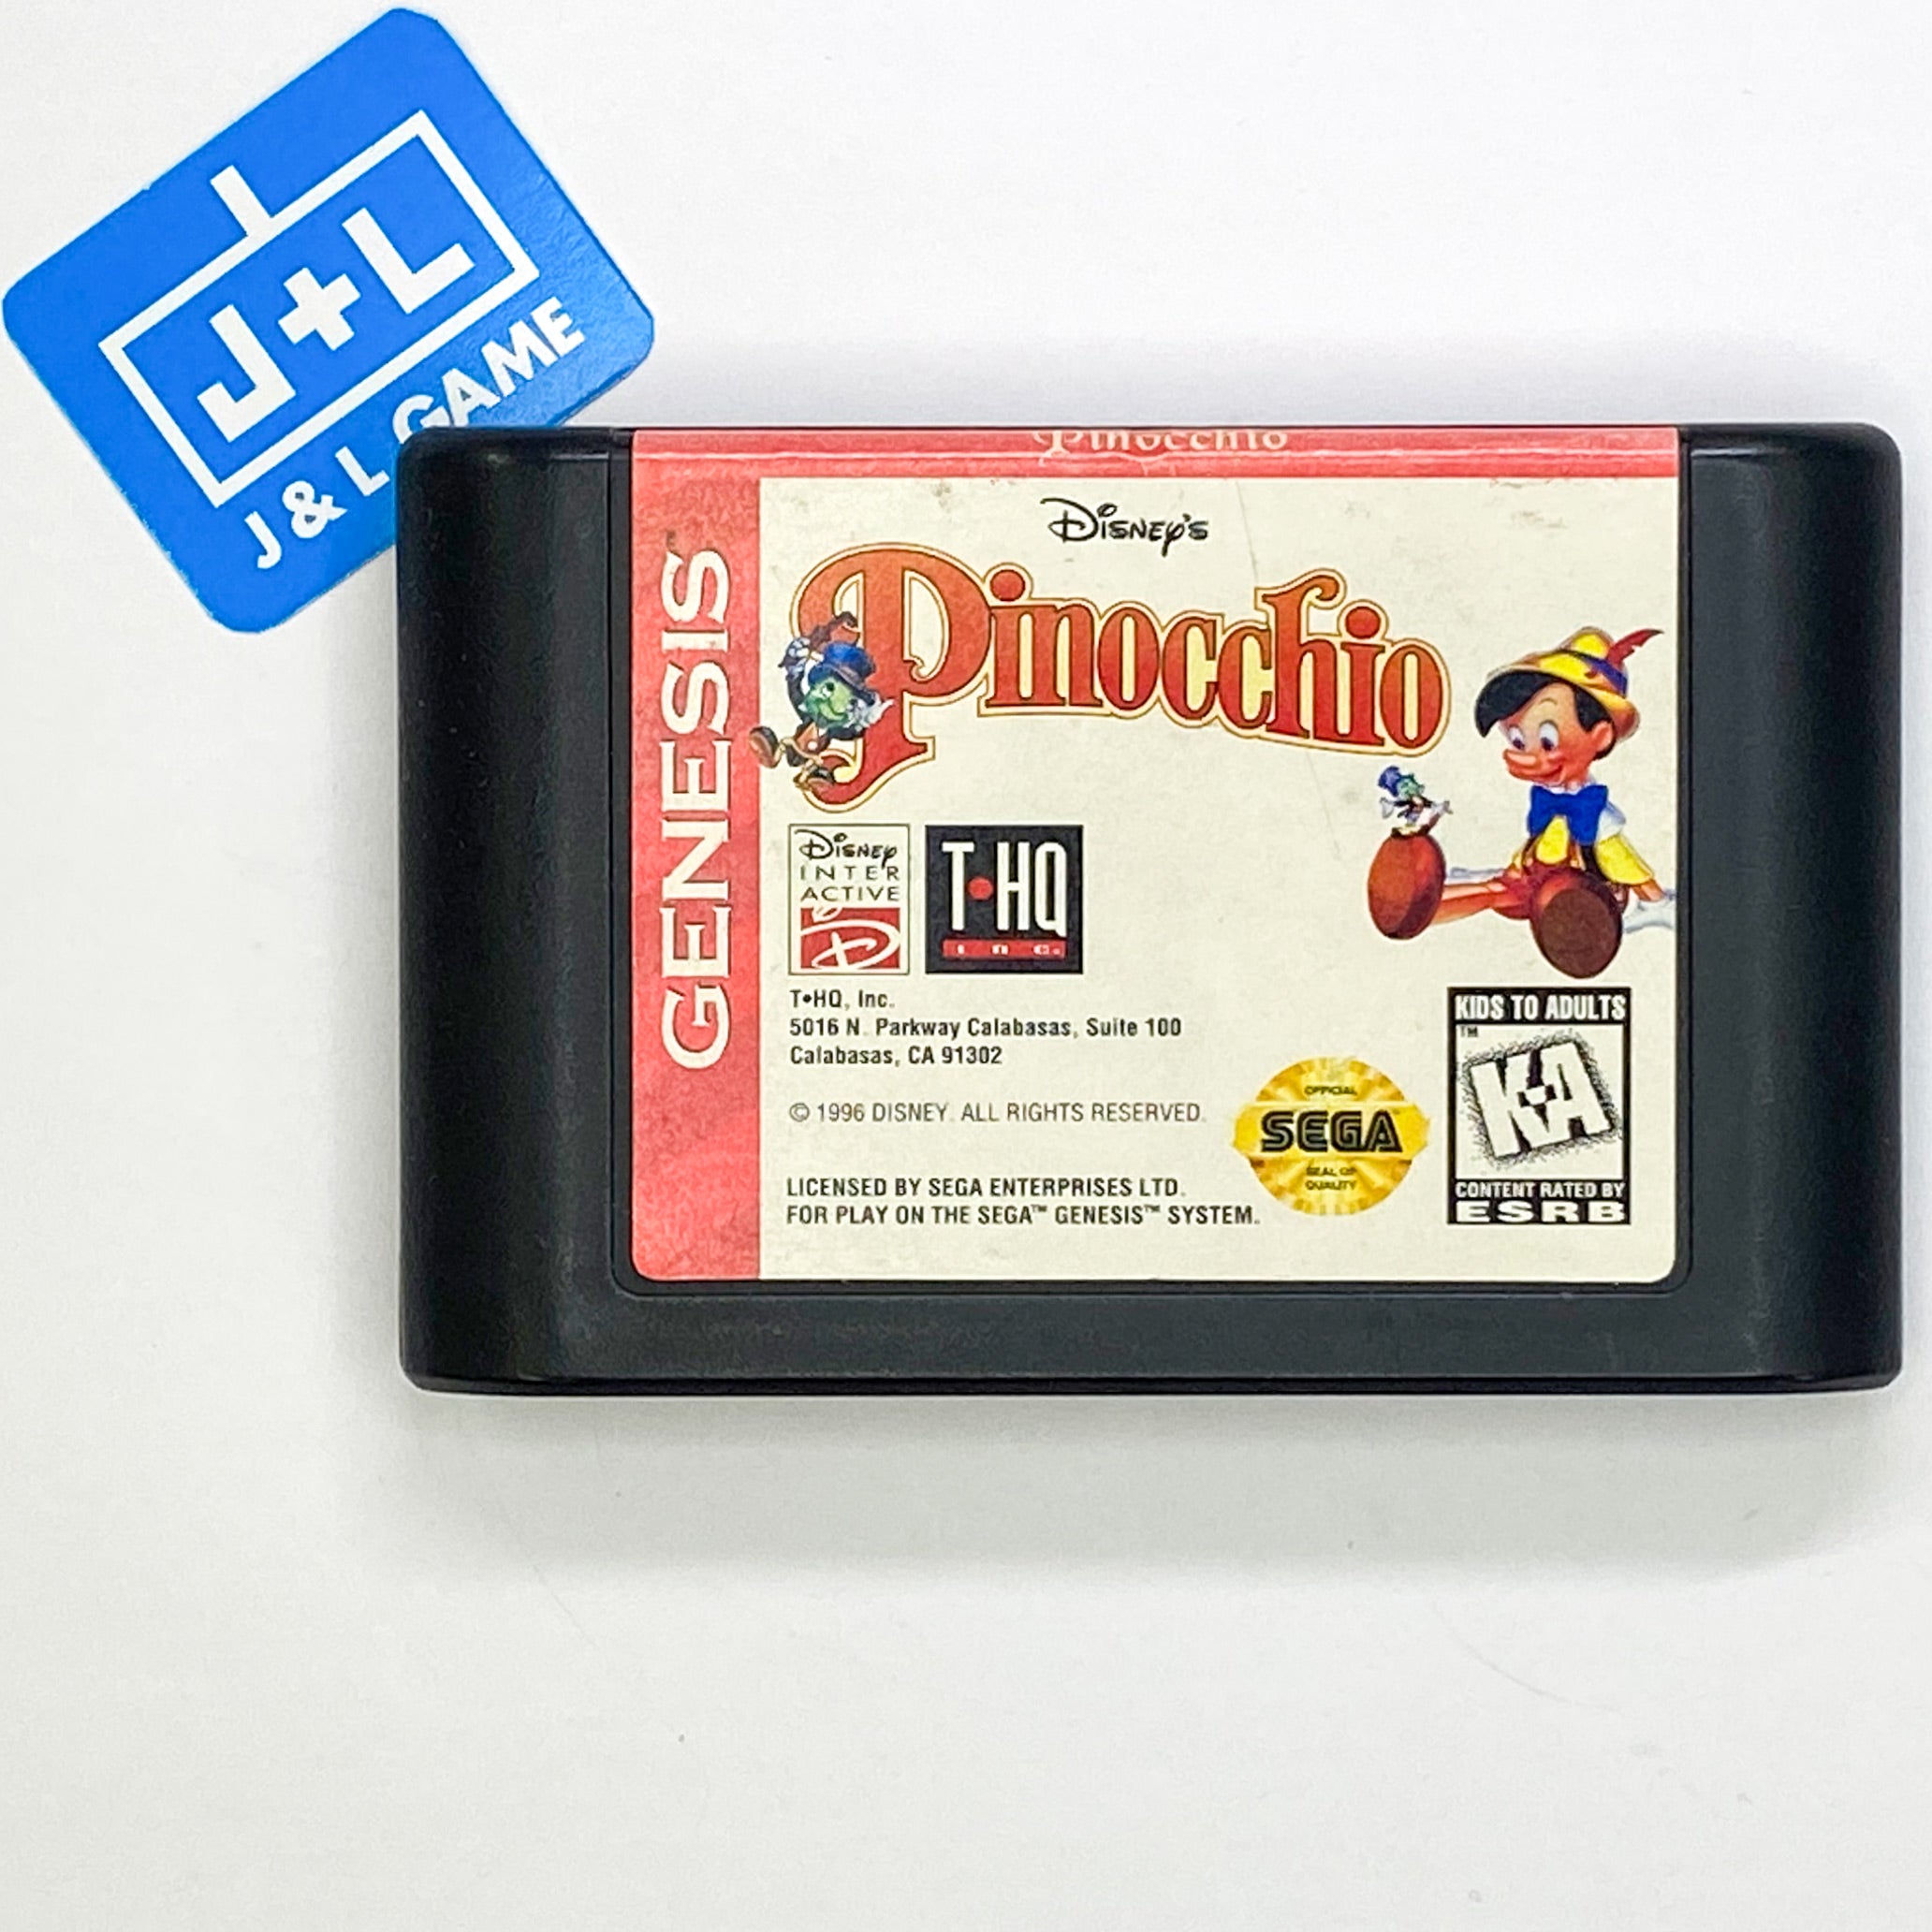 J+L
J & L GAME
Pinocchio
GENESIS
Disney's
Pinocchio
Disney
INTER
ACTIVE
D
T•HQ
inc.
T•HQ, Inc.
5016 N. Parkway Calabasas, Suite 100
Calabasas, CA 91302
© 1996 DISNEY. ALL RIGHTS RESERVED.
LICENSED BY SEGA ENTERPRISES LTD.
FOR PLAY ON THE SEGA™ GENESIS™ SYSTEM.
OFFICIAL
SEGA™
SEAL OF
QUALITY
KIDS TO ADULTS
™
K-A
CONTENT RATED BY
ESRB